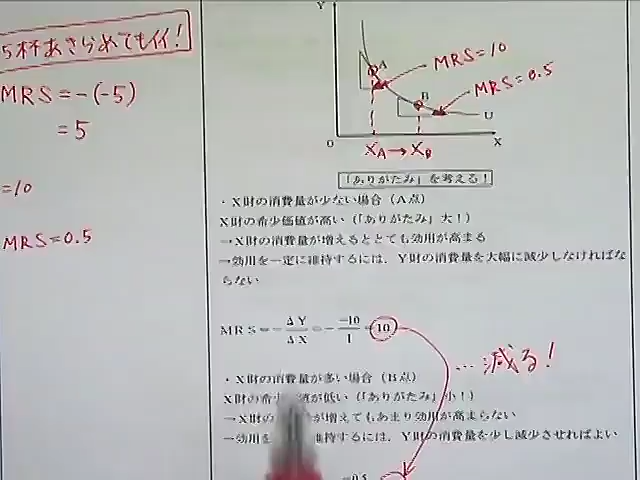 5杯あきらめてもイイ!
MRS=-(-5)
=5
=10
MRS=0.5
Y
A
MRS=10
MRS=0.5
B
U
0
X
XA→XB
「ありがたみ」を考える!
・X財の消費量が少ない場合(A点)
X財の希少価値が高い(「ありがたみ」大!)
→X財の消費量が増えるととても効用が高まる
→効用を一定に維持するには、Y財の消費量を大幅に減少しなければな
らない
MRS=-ΔY/ΔX=-(-10/1)=10
…減る!
・X財の消費量が多い場合(B点)
X財の希少価値が低い(「ありがたみ」小!)
→X財の が増えてもあまり効用が高まらない
→効用を 維持するには、Y財の消費量を少し減少させればよい
=0.5